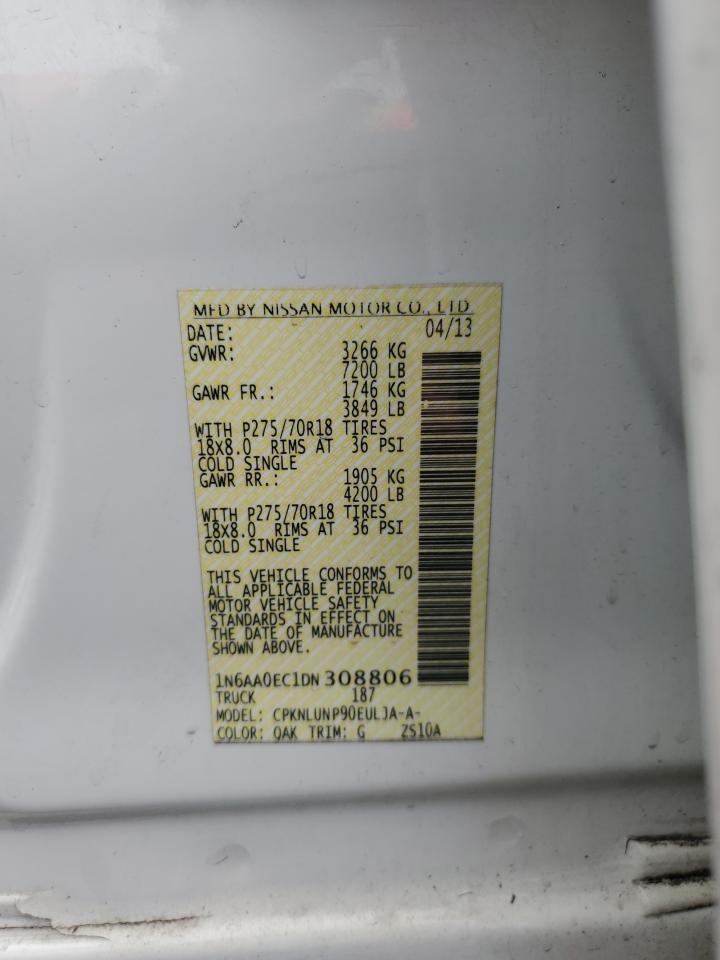 MFD BY NISSAN MOTOR CO., LTD.
DATE: 04/13
GVWR: 3266 KG
7200 LB
GAWR FR.: 1746 KG
3849 LB
WITH P275/70R18 TIRES
18X8.0 RIMS AT 36 PSI
COLD SINGLE
GAWR RR.: 1905 KG
4200 LB
WITH P275/70R18 TIRES
18X8.0 RIMS AT 36 PSI
COLD SINGLE
THIS VEHICLE CONFORMS TO
ALL APPLICABLE FEDERAL
MOTOR VEHICLE SAFETY
STANDARDS IN EFFECT ON
THE DATE OF MANUFACTURE
SHOWN ABOVE.
1N6AA0EC1DN308806
TRUCK 187
MODEL: CPKNLUNP90EULJA-A-
COLOR: QAK TRIM: G ZS10A